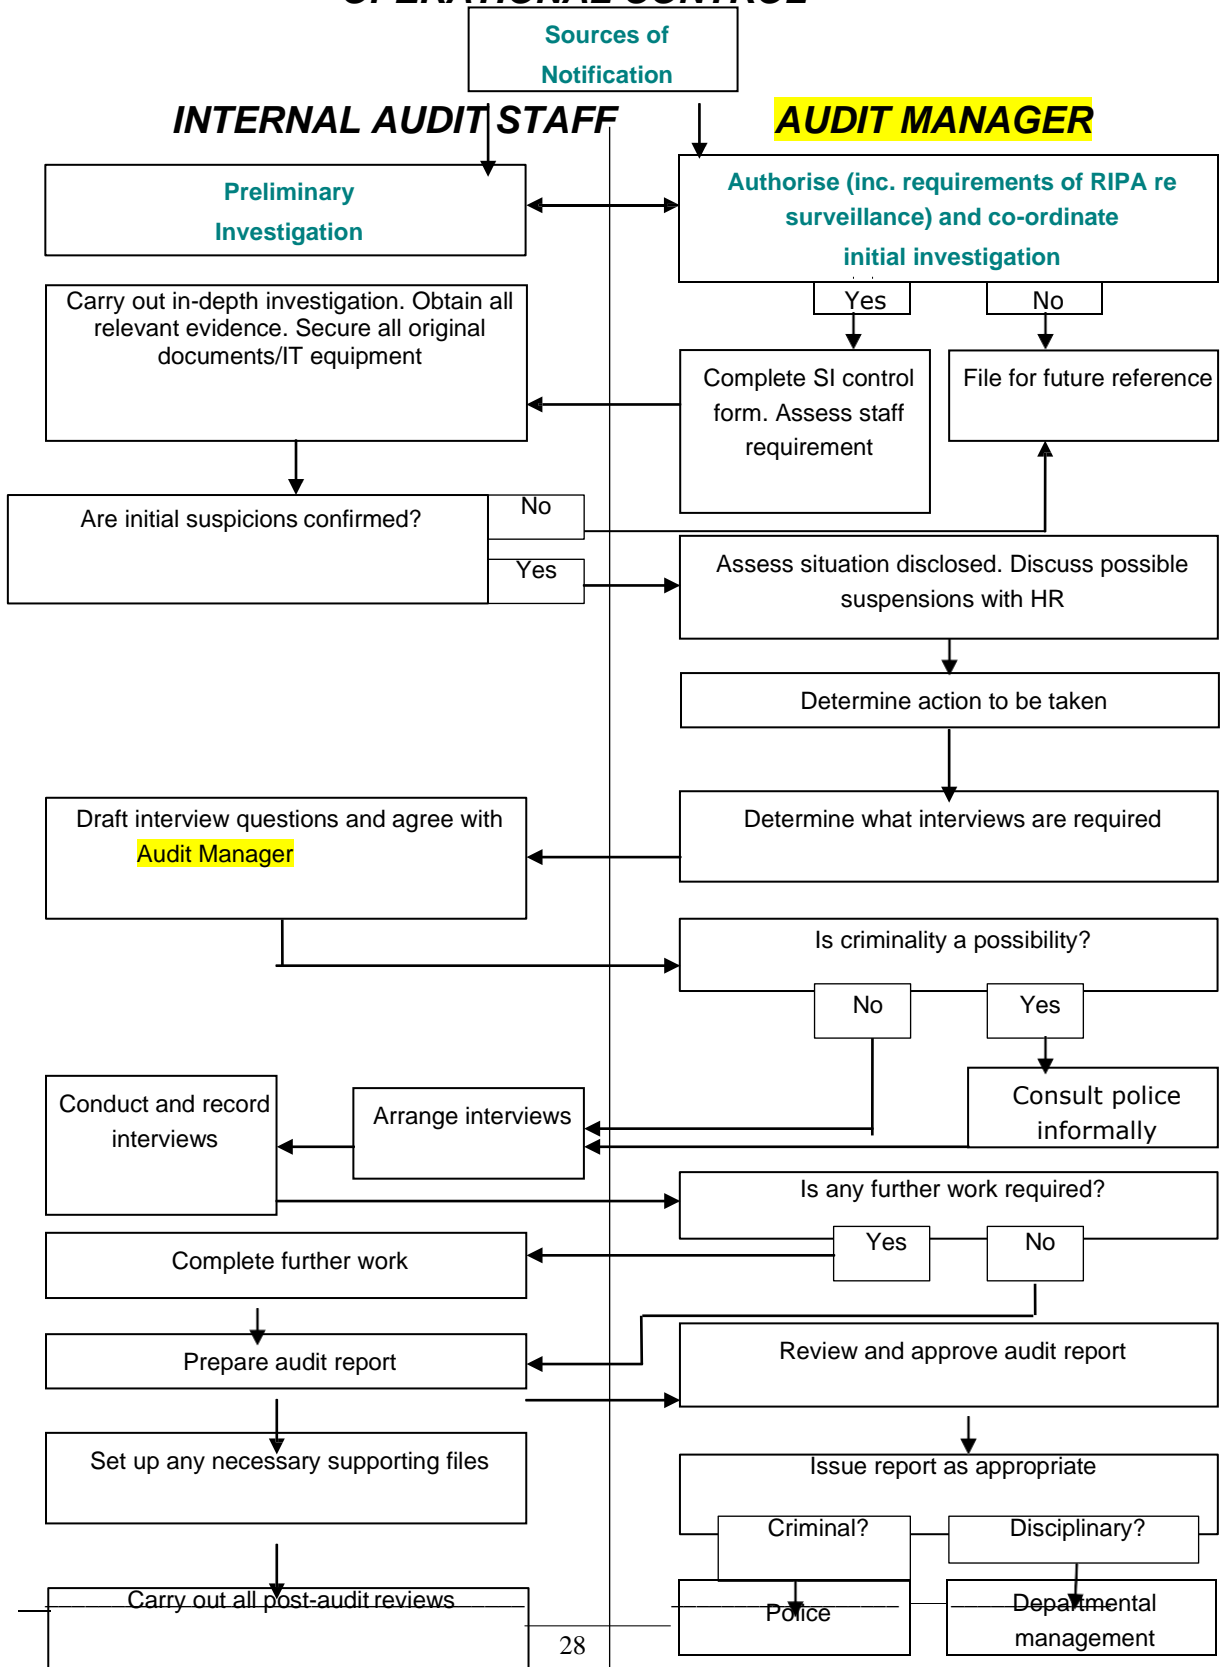 OPERATIONAL CONTROL
Sources of
Notification
INTERNAL AUDIT STAFF
AUDIT MANAGER
Preliminary
Investigation
Authorise (inc. requirements of RIPA re
surveillance) and co-ordinate
initial investigation
Yes
No
Carry out in-depth investigation. Obtain all
relevant evidence. Secure all original
documents/IT equipment
Complete SI control
form. Assess staff
requirement
File for future reference
Are initial suspicions confirmed?
No
Yes
Assess situation disclosed. Discuss possible
suspensions with HR
Determine action to be taken
Draft interview questions and agree with
Audit Manager
Determine what interviews are required
Is criminality a possibility?
No
Yes
Conduct and record
interviews
Arrange interviews
Consult police
informally
Is any further work required?
Yes
No
Complete further work
Prepare audit report
Review and approve audit report
Set up any necessary supporting files
Issue report as appropriate
Criminal?
Disciplinary?
Carry out all post-audit reviews
Police
Departmental
management
28